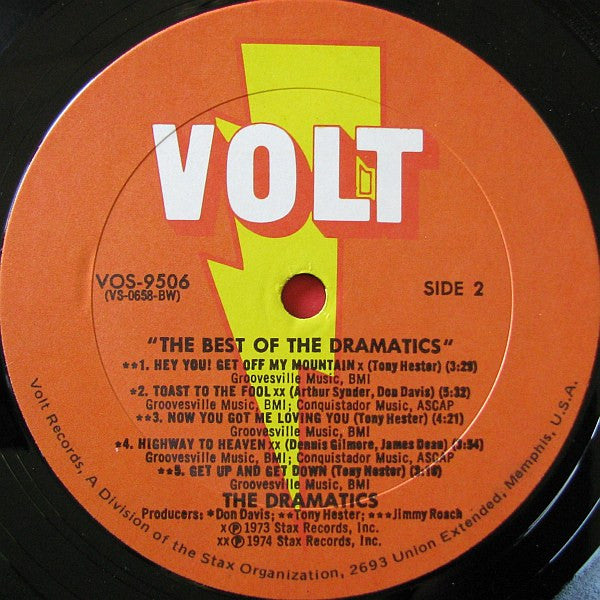 VOLT
VOS-9506
(VS-0658-BW)
SIDE 2
"THE BEST OF THE DRAMATICS"
**1. HEY YOU! GET OFF MY MOUNTAIN x (Tony Hester) (3:29)
Groovesville Music, BMI
*2. TOAST TO THE FOOL xx (Arthur Synder, Don Davis) (5:32)
Groovesville Music, BMI; Conquistador Music, ASCAP
**3. NOW YOU GOT ME LOVING YOU (Tony Hester) (4:21)
Groovesville Music, BMI
*4. HIGHWAY TO HEAVEN xx (Dennis Gilmore, James Dean) (3:54)
Groovesville Music, BMI; Conquistador Music, ASCAP
**5. GET UP AND GET DOWN (Tony Hester) (3:10)
Groovesville Music, BMI
THE DRAMATICS
Producers: *Don Davis; **Tony Hester; ***Jimmy Roach
x Ⓟ 1973 Stax Records, Inc.
xx Ⓟ 1974 Stax Records, Inc.
Volt Records, A Division of the Stax Organization, 2693 Union Extended, Memphis, U.S.A.